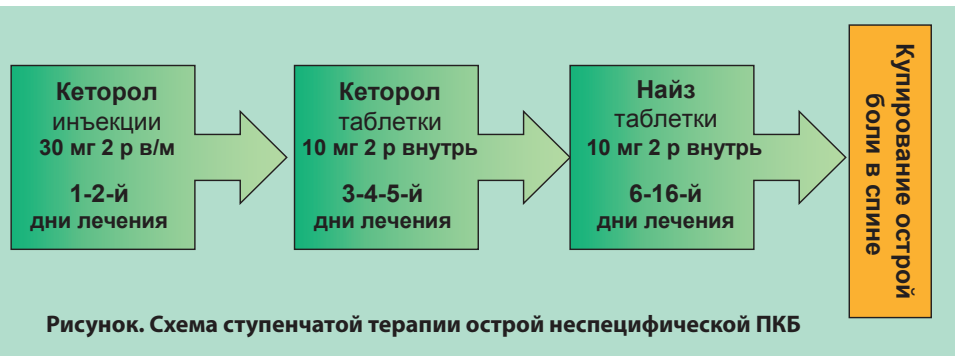 Кеторол
инъекции
30 мг 2 р в/м
1-2-й
дни лечения
Кеторол
таблетки
10 мг 2 р внутрь
3-4-5-й
дни лечения
Найз
таблетки
10 мг 2 р внутрь
6-16-й
дни лечения
Купирование острой
боли в спине
Рисунок. Схема ступенчатой терапии острой неспецифической ПКБ